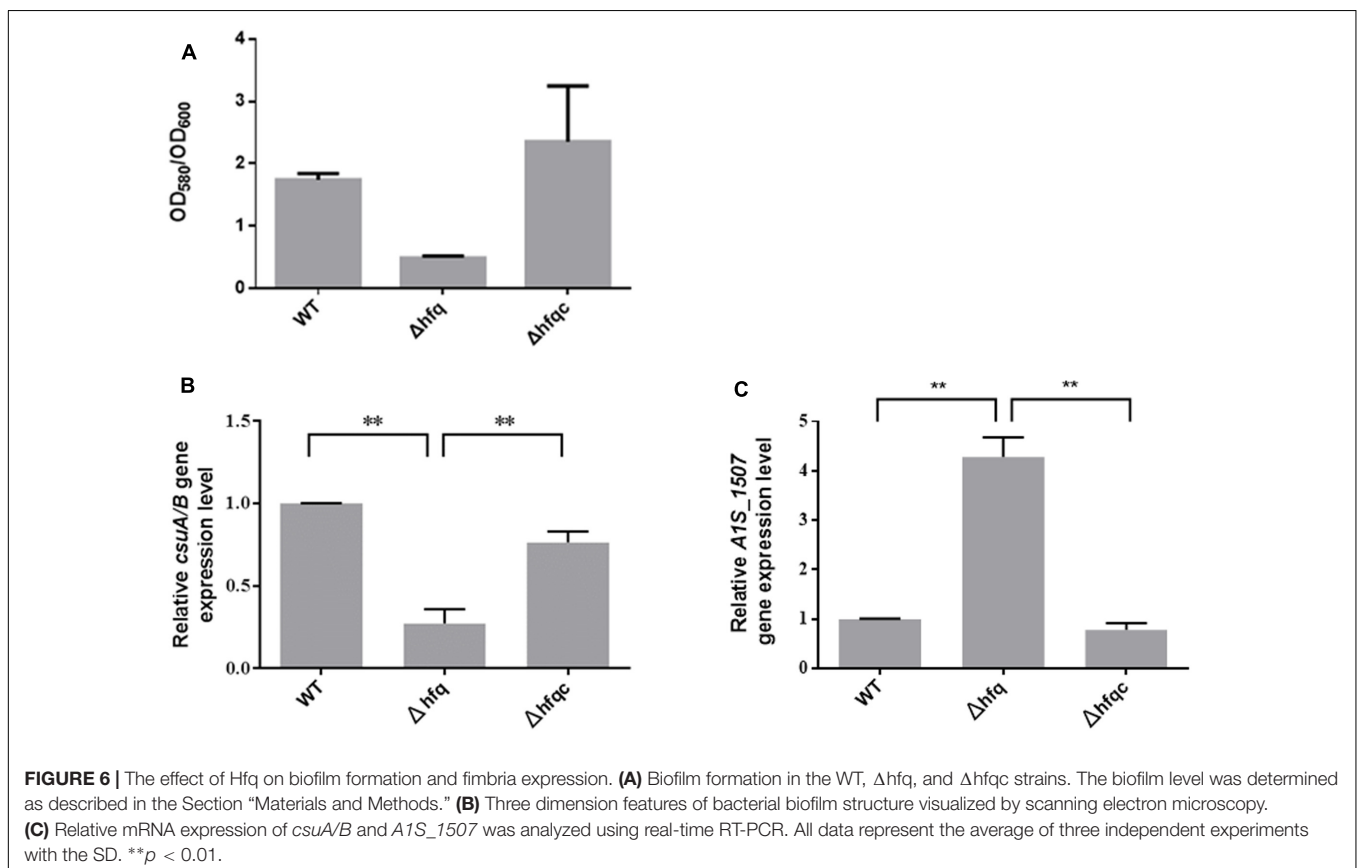 A
4
3
2
1
0
OD580/OD600
WT
Δhfq
Δhfqc
B
1.5
1.0
0.5
0.0
Relative csuA/B gene
expression level
**
**
WT
Δ hfq
Δhfqc
C
5
4
3
2
1
0
Relative A1S_1507
gene expression level
**
**
WT
Δhfq
Δhfqc
FIGURE 6 | The effect of Hfq on biofilm formation and fimbria expression. (A) Biofilm formation in the WT, Δhfq, and Δhfqc strains. The biofilm level was determined
as described in the Section “Materials and Methods.” (B) Three dimension features of bacterial biofilm structure visualized by scanning electron microscopy.
(C) Relative mRNA expression of csuA/B and A1S_1507 was analyzed using real-time RT-PCR. All data represent the average of three independent experiments
with the SD. **p < 0.01.